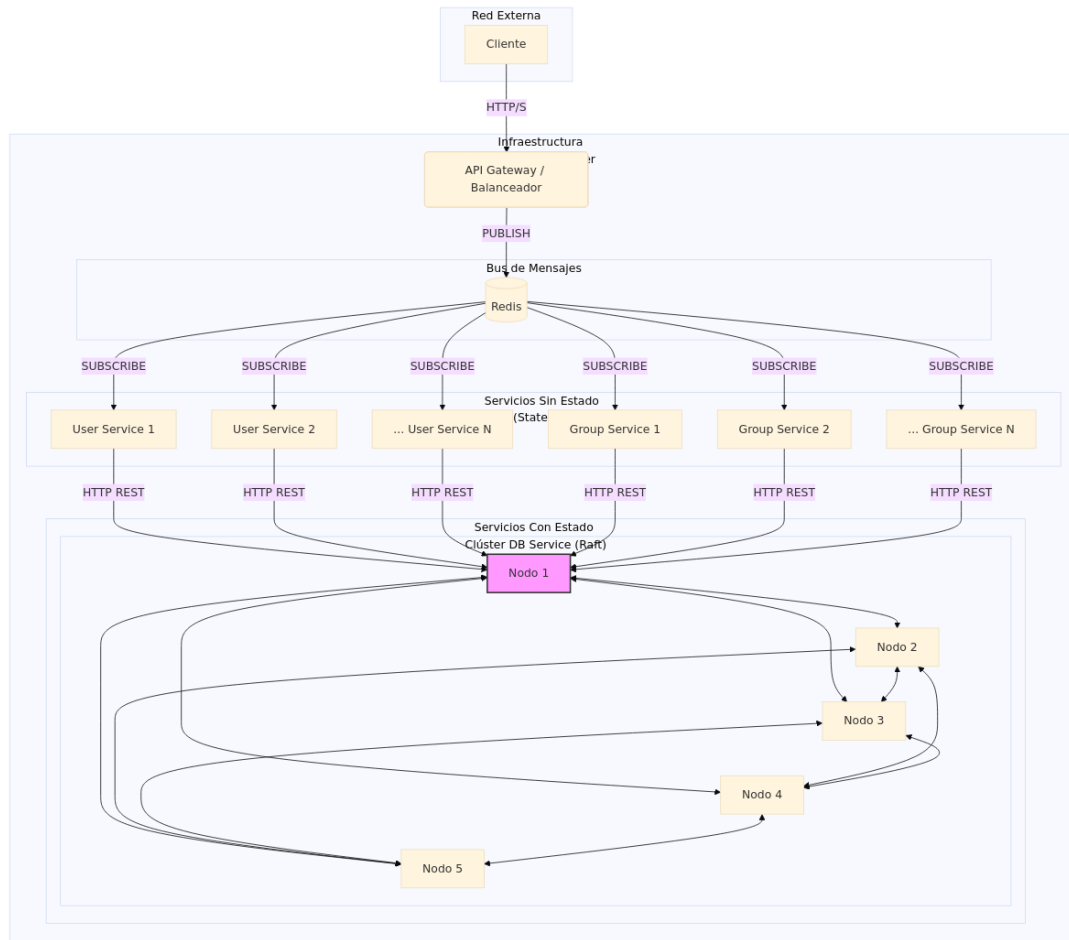 Red Externa
Cliente
HTTP/S
Infraestructura
API Gateway /
Balanceador
PUBLISH
Bus de Mensajes
Redis
SUBSCRIBE SUBSCRIBE SUBSCRIBE SUBSCRIBE SUBSCRIBE SUBSCRIBE
Servicios Sin Estado
(State
User Service 1 User Service 2 ... User Service N Group Service 1 Group Service 2 ... Group Service N
HTTP REST HTTP REST HTTP REST HTTP REST HTTP REST HTTP REST
Servicios Con Estado
Clúster DB Service (Raft)
Nodo 1
Nodo 2
Nodo 3
Nodo 4
Nodo 5